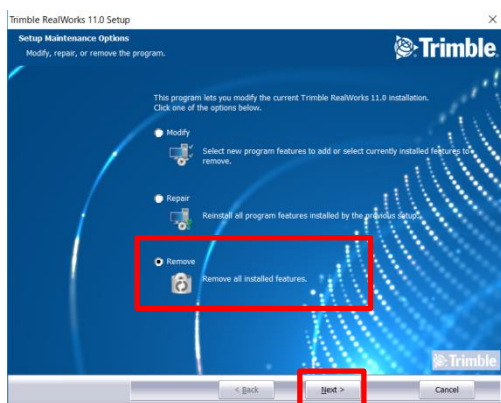 Trimble RealWorks 11.0 Setup
Setup Maintenance Options
Modify, repair, or remove the program.
Trimble
This program lets you modify the current Trimble RealWorks 11.0 installation.
Click one of the options below.
Modify
Select new program features to add or select currently installed features to
remove.
Repair
Reinstall all program features installed by the previous setup.
Remove
Remove all installed features.
Trimble
< Back
Next >
Cancel